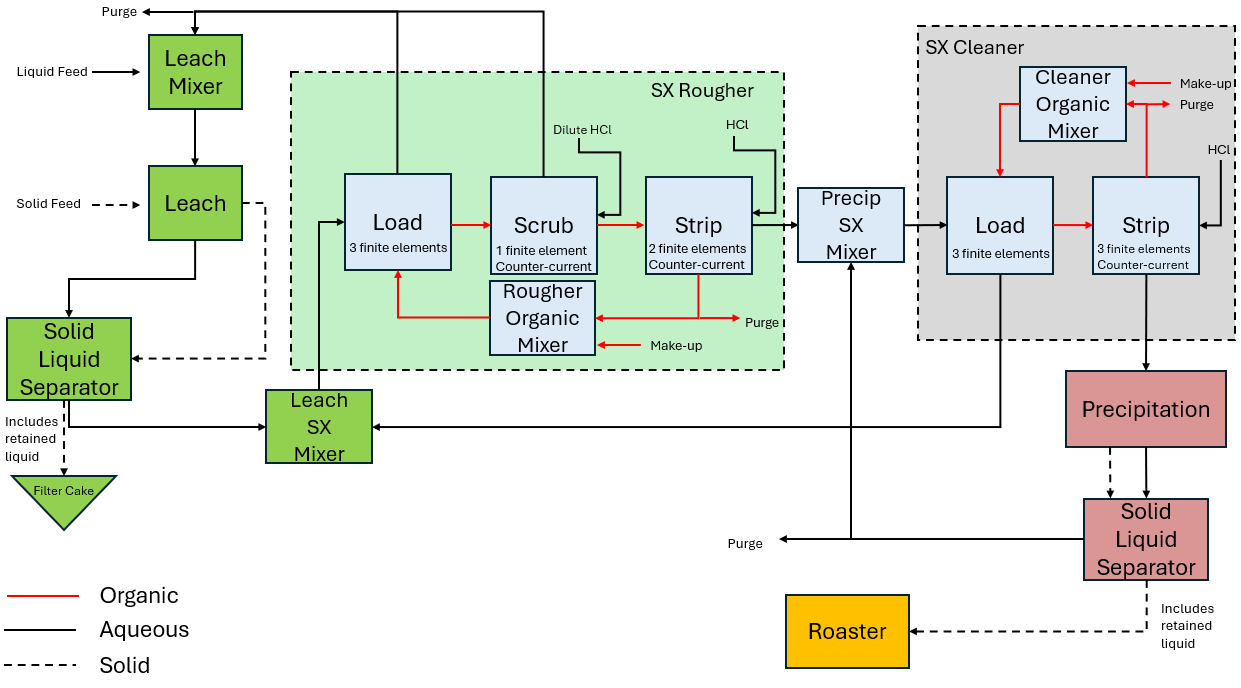 Purge
Liquid Feed
Leach
Mixer
Solid Feed
Leach
Solid
Liquid
Separator
Includes
retained
liquid
Filter Cake
Leach
SX
Mixer
SX Rougher
Dilute HCl
HCl
Load
3 finite elements
Scrub
1 finite element
Counter-current
Strip
2 finite elements
Counter-current
Rougher
Organic
Mixer
Purge
Make-up
Precip
SX
Mixer
SX Cleaner
Cleaner
Organic
Mixer
Make-up
Purge
HCl
Load
3 finite elements
Strip
3 finite elements
Counter-current
Precipitation
Solid
Liquid
Separator
Purge
Includes
retained
liquid
Roaster
Organic
Aqueous
Solid